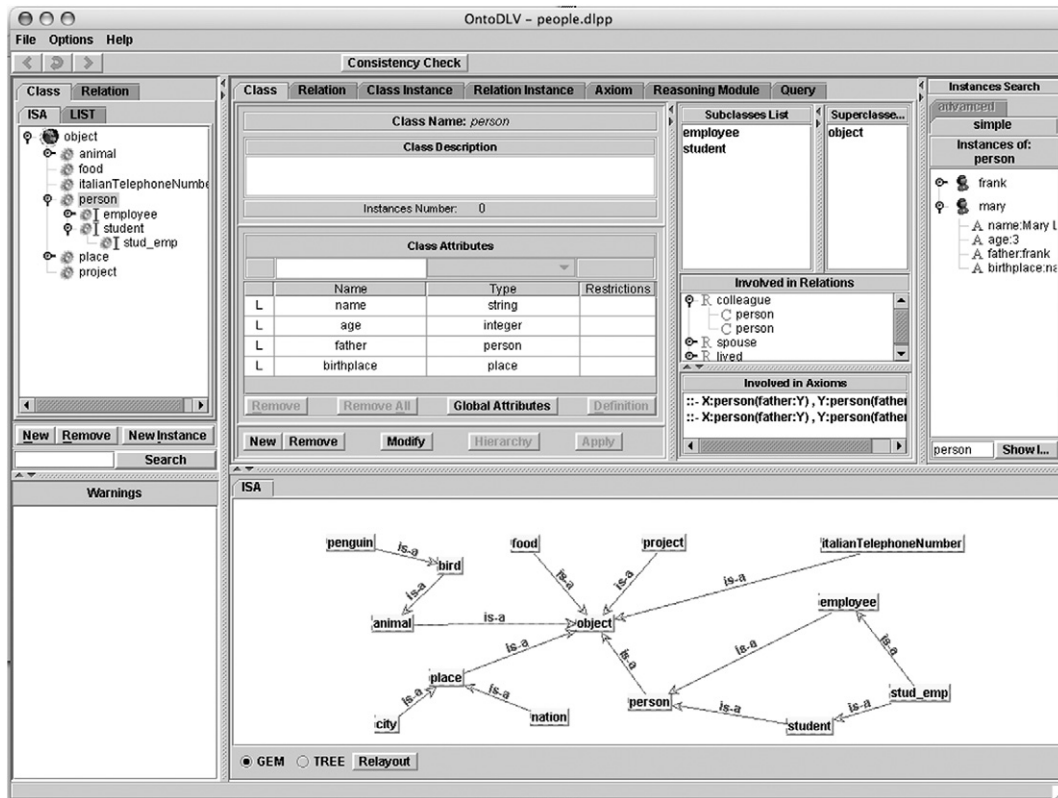 OntoDLV - people.dlpp
File Options Help
Consistency Check
Class Relation
ISA LIST
object
animal
food
italianTelephoneNumbe
person
employee
student
stud_emp
place
project
New Remove New Instance
Search
Warnings
Class Relation Class Instance Relation Instance Axiom Reasoning Module Query
Class Name: person
Class Description
Instances Number: 0
Class Attributes
Name Type Restrictions
L name string
L age integer
L father person
L birthplace place
Remove Remove All Global Attributes Definition
New Remove Modify Hierarchy Apply
Subclasses List
employee
student
Superclasse...
object
Involved in Relations
R colleague
C person
C person
R spouse
R lived
Involved in Axioms
::- X:person(father:Y) , Y:person(father
::- X:person(father:Y) , Y:person(father
Instances Search
advanced
simple
Instances of:
person
frank
mary
A name:Mary L
A age:3
A father:frank
A birthplace:na
person Show I...
ISA
penguin
is-a
bird
is-a
animal
is-a
food
is-a
project
is-a
italianTelephoneNumber
is-a
object
employee
is-a
is-a
place
is-a
is-a
city
is-a
nation
is-a
person
is-a
student
is-a
stud_emp
GEM TREE Relayout